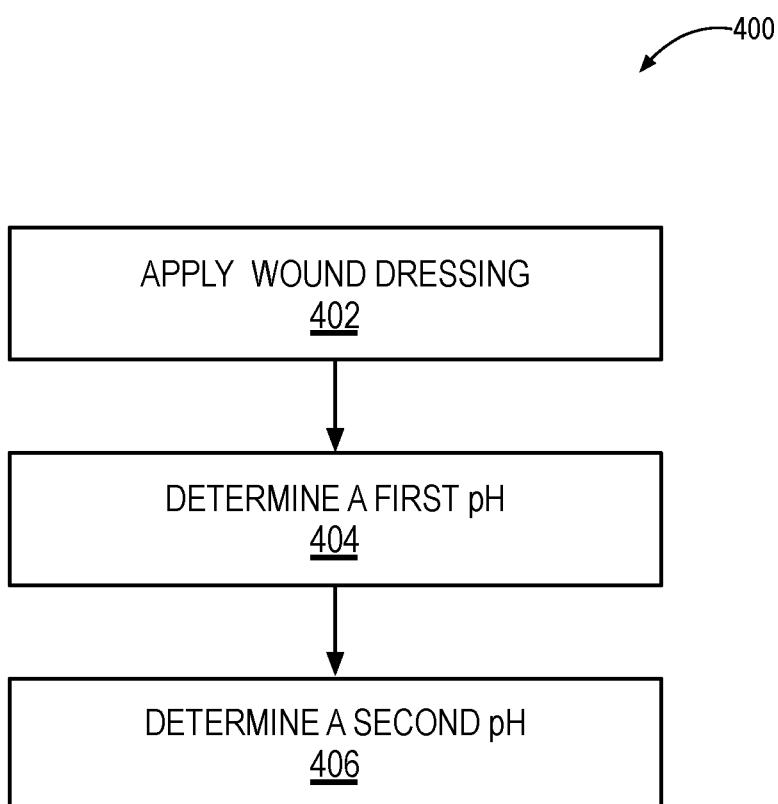 400
APPLY WOUND DRESSING
402
DETERMINE A FIRST pH
404
DETERMINE A SECOND pH
406